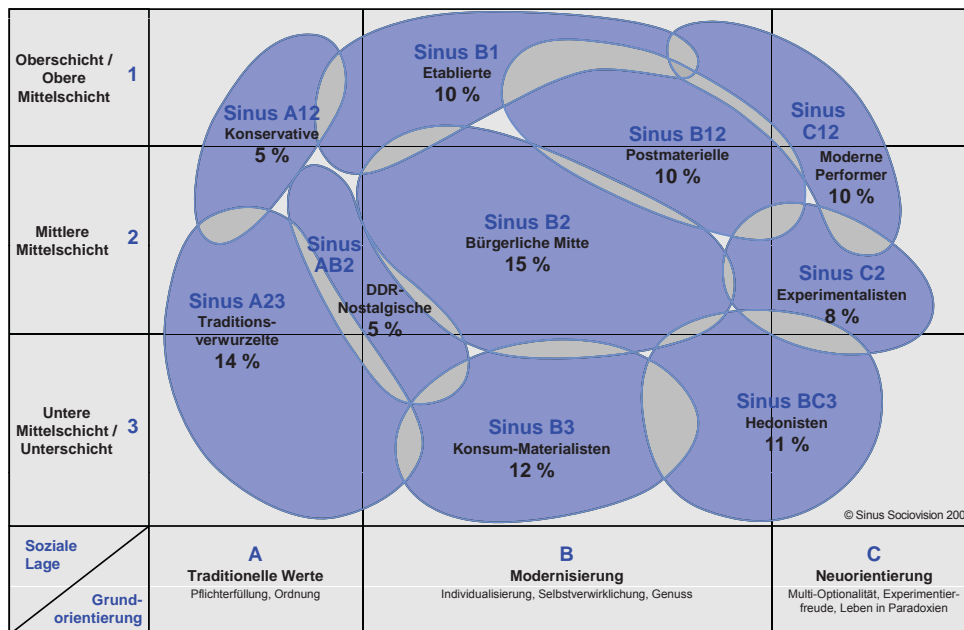 Oberschicht /
Obere
Mittelschicht
1
Mittlere
Mittelschicht
2
Untere
Mittelschicht /
Unterschicht
3
Sinus A12
Konservative
5 %
Sinus B1
Etablierte
10 %
Sinus B12
Postmaterielle
10 %
Sinus
C12
Moderne
Performer
10 %
Sinus A23
Traditions-
verwurzelte
14 %
Sinus
AB2
DDR-
Nostalgische
5 %
Sinus B2
Bürgerliche Mitte
15 %
Sinus C2
Experimentalisten
8 %
Sinus B3
Konsum-Materialisten
12 %
Sinus BC3
Hedonisten
11 %
© Sinus Sociovision 200
Soziale
Lage
Grund-
orientierung
A
Traditionelle Werte
Pflichterfüllung, Ordnung
B
Modernisierung
Individualisierung, Selbstverwirklichung, Genuss
C
Neuorientierung
Multi-Optionalität, Experimentier-
freude, Leben in Paradoxien